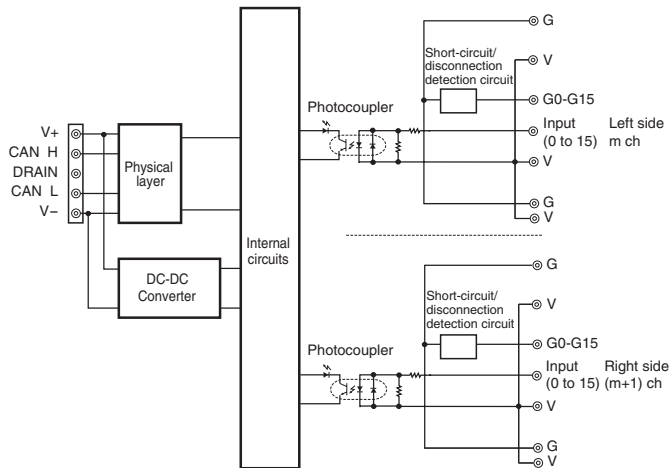 V+
CAN H
DRAIN
CAN L
V−
Physical
layer
DC-DC
Converter
Internal
circuits
Photocoupler
Short-circuit/
disconnection
detection circuit
G
V
G0-G15
Input Left side
(0 to 15) m ch
V
G
V
Photocoupler
Short-circuit/
disconnection
detection circuit
G
V
G0-G15
Input Right side
(0 to 15) (m+1) ch
V
G
V